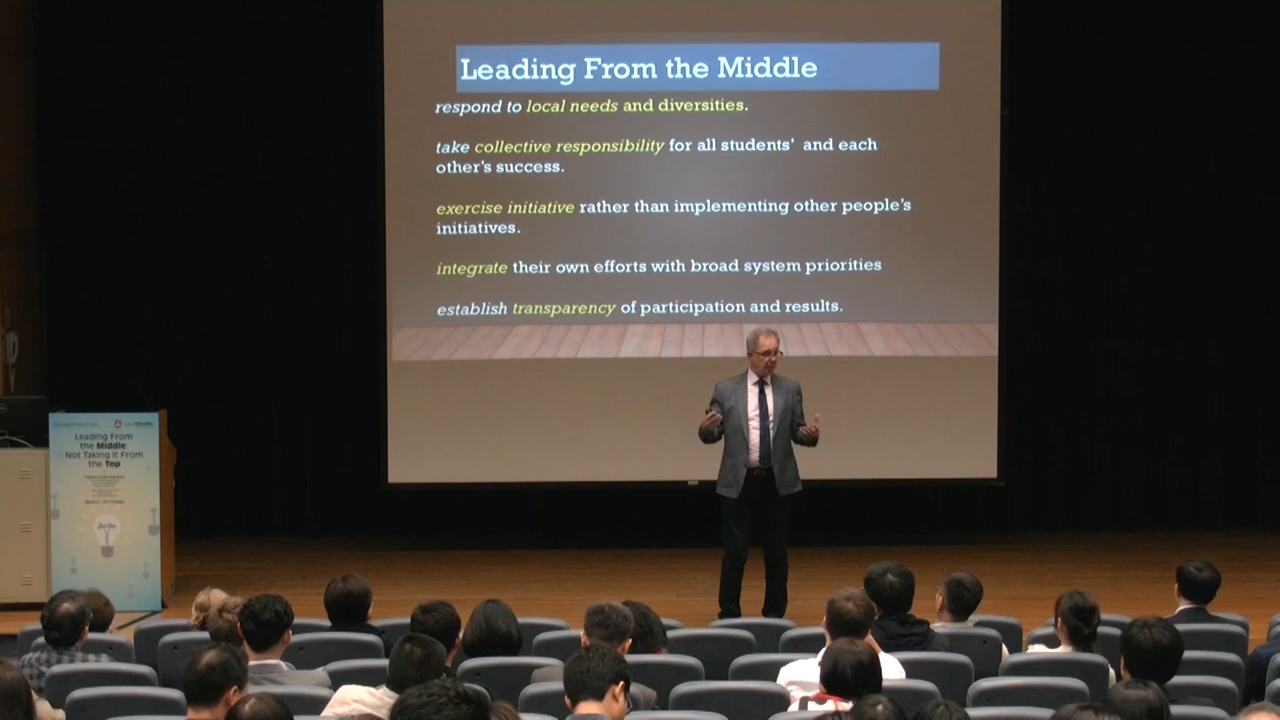 Leading From the Middle
respond to local needs and diversities.
take collective responsibility for all students’ and each
other’s success.
exercise initiative rather than implementing other people’s
initiatives.
integrate their own efforts with broad system priorities
establish transparency of participation and results.
Leading From
the Middle
Not Taking It From
the Top